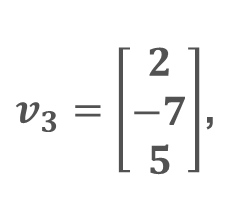 v₃ = [ 2
−7
5 ],